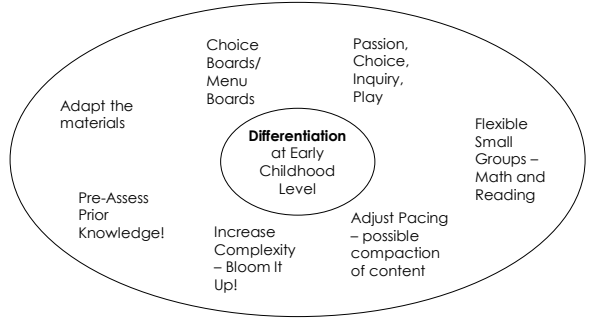 Choice
Boards/
Menu
Boards
Passion,
Choice,
Inquiry,
Play
Adapt the
materials
Differentiation
at Early
Childhood
Level
Flexible
Small
Groups –
Math and
Reading
Pre-Assess
Prior
Knowledge!
Increase
Complexity
– Bloom It
Up!
Adjust Pacing
– possible
compaction
of content